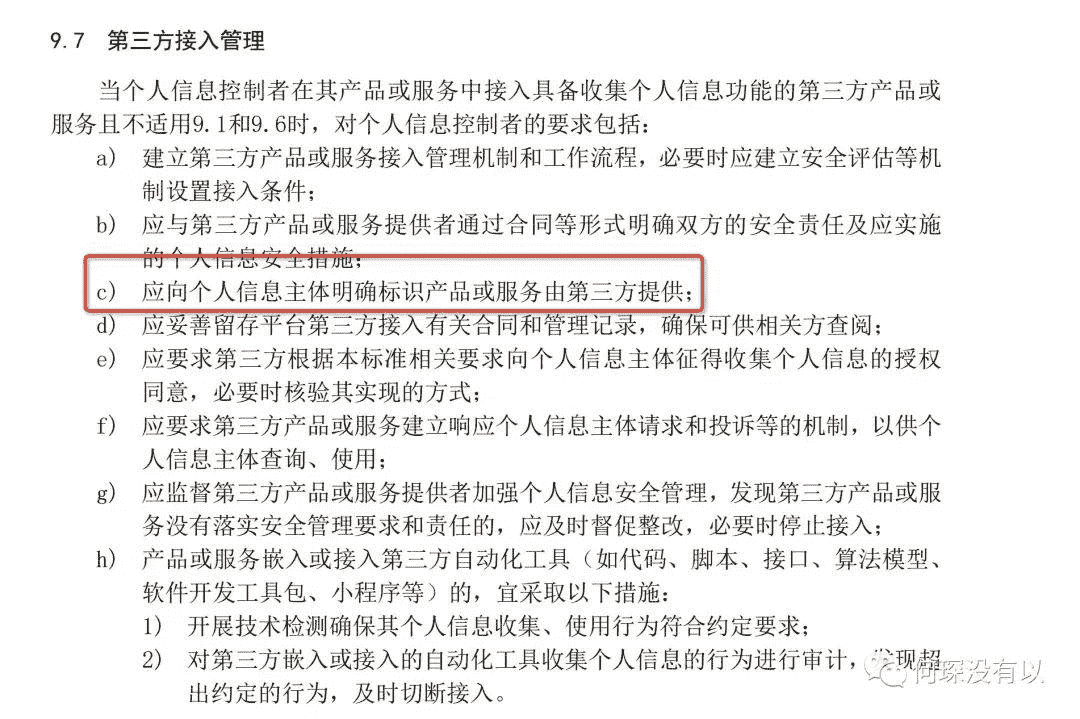 9.7 第三方接入管理
当个人信息控制者在其产品或服务中接入具备收集个人信息功能的第三方产品或
服务且不适用9.1和9.6时，对个人信息控制者的要求包括：
a) 建立第三方产品或服务接入管理机制和工作流程，必要时应建立安全评估等机
制设置接入条件；
b) 应与第三方产品或服务提供者通过合同等形式明确双方的安全责任及应实施
的个人信息安全措施；
c) 应向个人信息主体明确标识产品或服务由第三方提供；
d) 应妥善留存平台第三方接入有关合同和管理记录，确保可供相关方查阅；
e) 应要求第三方根据本标准相关要求向个人信息主体征得收集个人信息的授权
同意，必要时核验其实现的方式；
f) 应要求第三方产品或服务建立响应个人信息主体请求和投诉等的机制，以供个
人信息主体查询、使用；
g) 应监督第三方产品或服务提供者加强个人信息安全管理，发现第三方产品或服
务没有落实安全管理要求和责任的，应及时督促整改，必要时停止接入；
h) 产品或服务嵌入或接入第三方自动化工具（如代码、脚本、接口、算法模型、
软件开发工具包、小程序等）的，宜采取以下措施：
1) 开展技术检测确保其个人信息收集、使用行为符合约定要求；
2) 对第三方嵌入或接入的自动化工具收集个人信息的行为进行审计，发现超
出约定的行为，及时切断接入。
何琛没有以